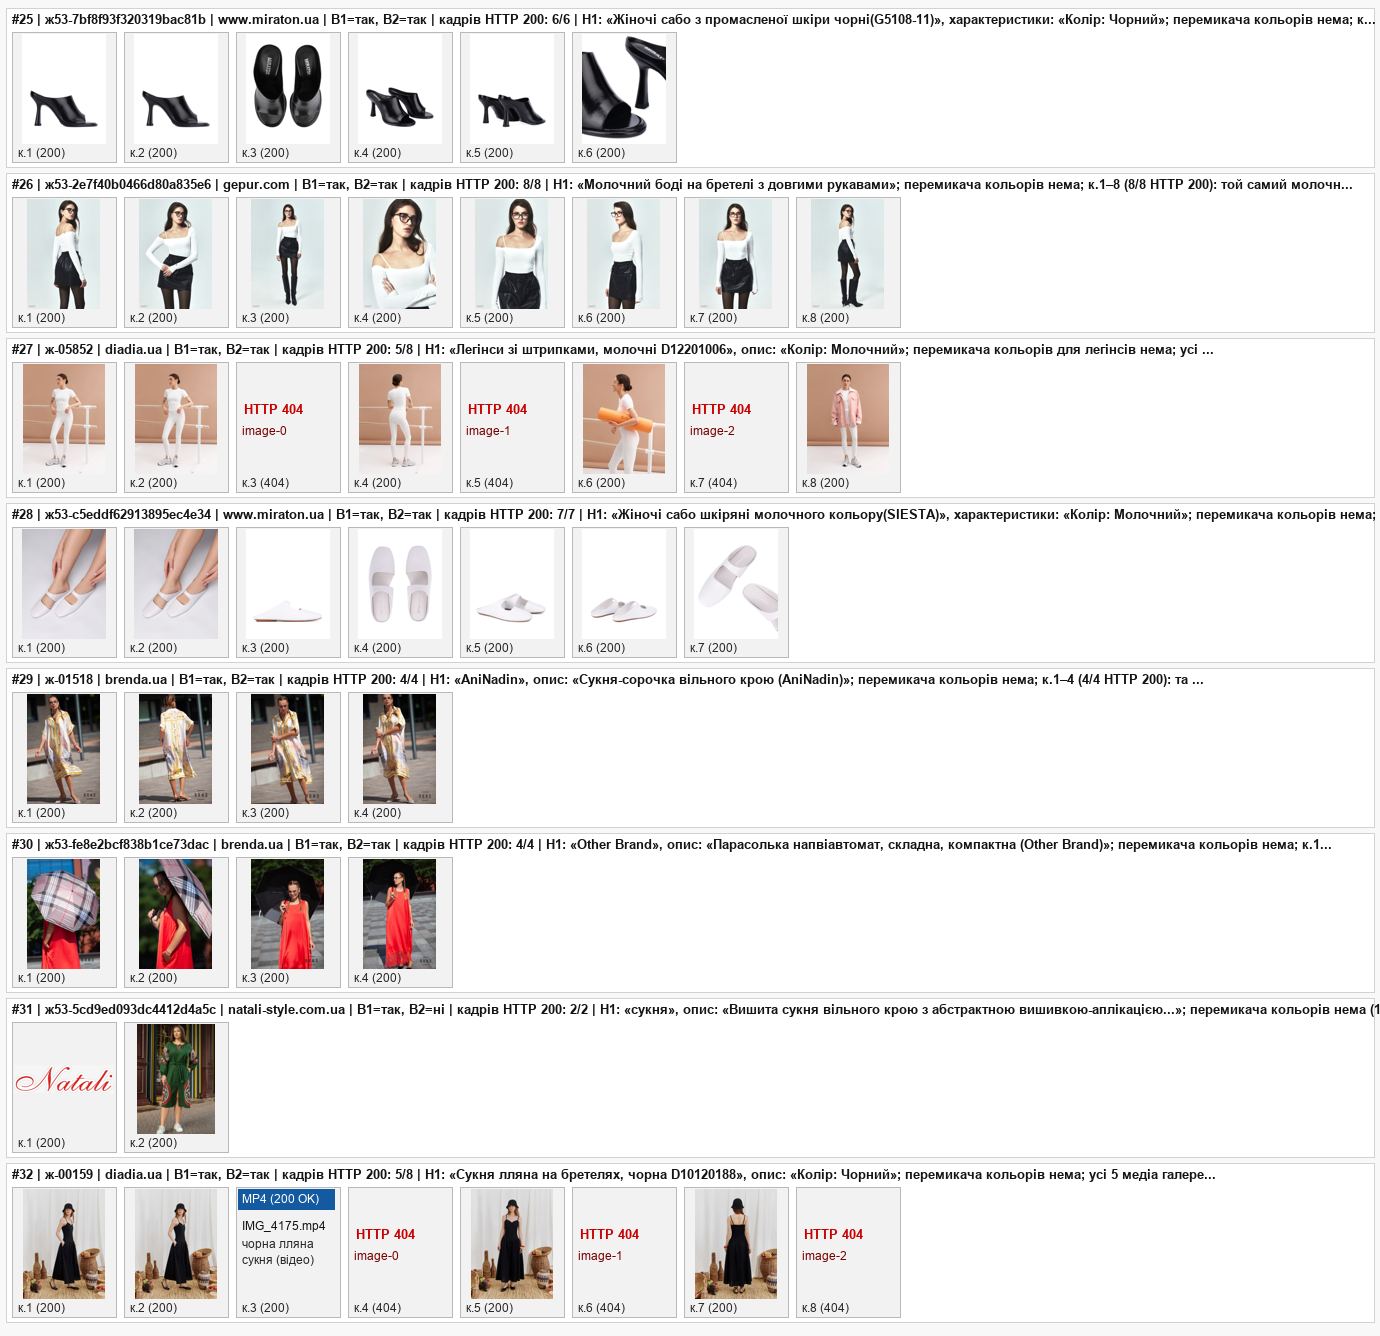 #25 | ж53-7bf8f93f320319bac81b | www.miraton.ua | B1=так, B2=так | кадрів HTTP 200: 6/6 | H1: «Жіночі сабо з промасленої шкіри чорні(G5108-11)», характеристики: «Колір: Чорний»; перемикача кольорів нема; к...
к.1 (200) к.2 (200) к.3 (200) к.4 (200) к.5 (200) к.6 (200)
#26 | ж53-2e7f40b0466d80a835e6 | gepur.com | B1=так, B2=так | кадрів HTTP 200: 8/8 | H1: «Молочний боді на бретелі з довгими рукавами»; перемикача кольорів нема; к.1–8 (8/8 HTTP 200): той самий молочн...
к.1 (200) к.2 (200) к.3 (200) к.4 (200) к.5 (200) к.6 (200) к.7 (200) к.8 (200)
#27 | ж-05852 | diadia.ua | B1=так, B2=так | кадрів HTTP 200: 5/8 | H1: «Легінси зі штрипками, молочні D12201006», опис: «Колір: Молочний»; перемикача кольорів для легінсів нема; усі ...
HTTP 404 HTTP 404 HTTP 404
image-0 image-1 image-2
к.1 (200) к.2 (200) к.3 (404) к.4 (200) к.5 (404) к.6 (200) к.7 (404) к.8 (200)
#28 | ж53-c5eddf62913895ec4e34 | www.miraton.ua | B1=так, B2=так | кадрів HTTP 200: 7/7 | H1: «Жіночі сабо шкіряні молочного кольору(SIESTA)», характеристики: «Колір: Молочний»; перемикача кольорів нема;
к.1 (200) к.2 (200) к.3 (200) к.4 (200) к.5 (200) к.6 (200) к.7 (200)
#29 | ж-01518 | brenda.ua | B1=так, B2=так | кадрів HTTP 200: 4/4 | H1: «AniNadin», опис: «Сукня-сорочка вільного крою (AniNadin)»; перемикача кольорів нема; к.1–4 (4/4 HTTP 200): та ...
к.1 (200) к.2 (200) к.3 (200) к.4 (200)
#30 | ж53-fe8e2bcf838b1ce73dac | brenda.ua | B1=так, B2=так | кадрів HTTP 200: 4/4 | H1: «Other Brand», опис: «Парасолька напвіавтомат, складна, компактна (Other Brand)»; перемикача кольорів нема; к.1...
к.1 (200) к.2 (200) к.3 (200) к.4 (200)
#31 | ж53-5cd9ed093dc4412d4a5c | natali-style.com.ua | B1=так, B2=ні | кадрів HTTP 200: 2/2 | H1: «сукня», опис: «Вишита сукня вільного крою з абстрактною вишивкою-аплікацією...»; перемикача кольорів нема (1
Natali
к.1 (200) к.2 (200)
#32 | ж-00159 | diadia.ua | B1=так, B2=так | кадрів HTTP 200: 5/8 | H1: «Сукня лляна на бретелях, чорна D10120188», опис: «Колір: Чорний»; перемикача кольорів нема; усі 5 медіа галере...
MP4 (200 OK)
IMG_4175.mp4
чорна лляна
сукня (відео)
HTTP 404 HTTP 404 HTTP 404
image-0 image-1 image-2
к.1 (200) к.2 (200) к.3 (200) к.4 (404) к.5 (200) к.6 (404) к.7 (200) к.8 (404)